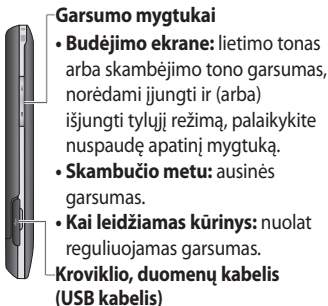 Garsumo mygtukai
• Budėjimo ekrane: lietimo tonas
arba skambėjimo tono garsumas,
norėdami įjungti ir (arba)
išjungti tylųjį režimą, palaikykite
nuspaudę apatinį mygtuką.
• Skambučio metu: ausinės
garsumas.
• Kai leidžiamas kūrinys: nuolat
reguliuojamas garsumas.
Kroviklio, duomenų kabelis
(USB kabelis)